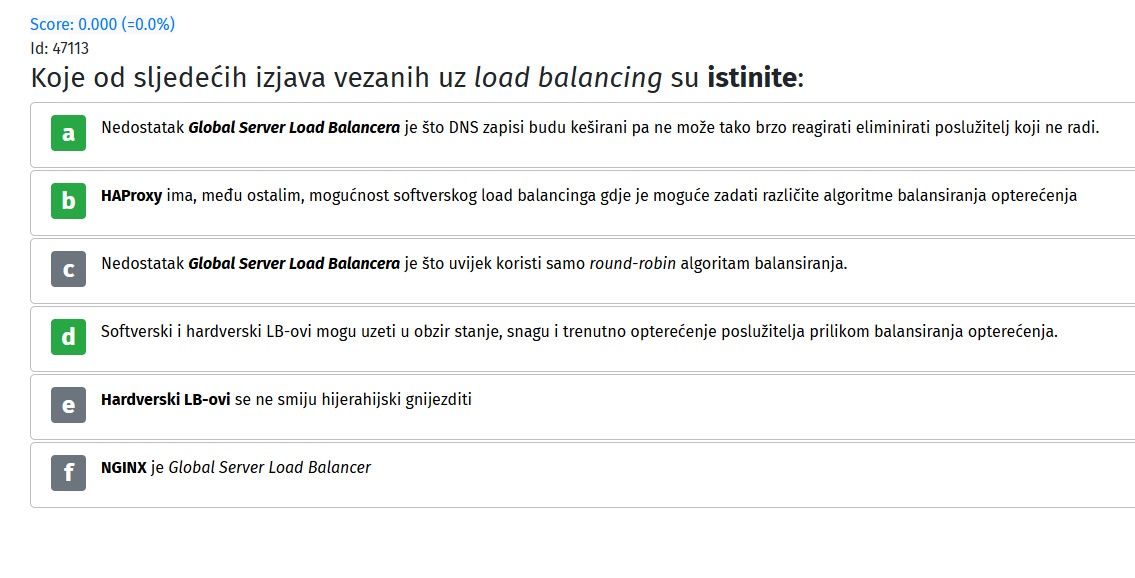 Score: 0.000 (=0.0%)
Id: 47113
Koje od sljedećih izjava vezanih uz load balancing su istinite:
a Nedostatak Global Server Load Balancera je što DNS zapisi budu keširani pa ne može tako brzo reagirati eliminirati poslužitelj koji ne radi.
b HAProxy ima, među ostalim, mogućnost softverskog load balancinga gdje je moguće zadati različite algoritme balansiranja opterećenja
c Nedostatak Global Server Load Balancera je što uvijek koristi samo round-robin algoritam balansiranja.
d Softverski i hardverski LB-ovi mogu uzeti u obzir stanje, snagu i trenutno opterećenje poslužitelja prilikom balansiranja opterećenja.
e Hardverski LB-ovi se ne smiju hijerahijski gnijezditi
f NGINX je Global Server Load Balancer